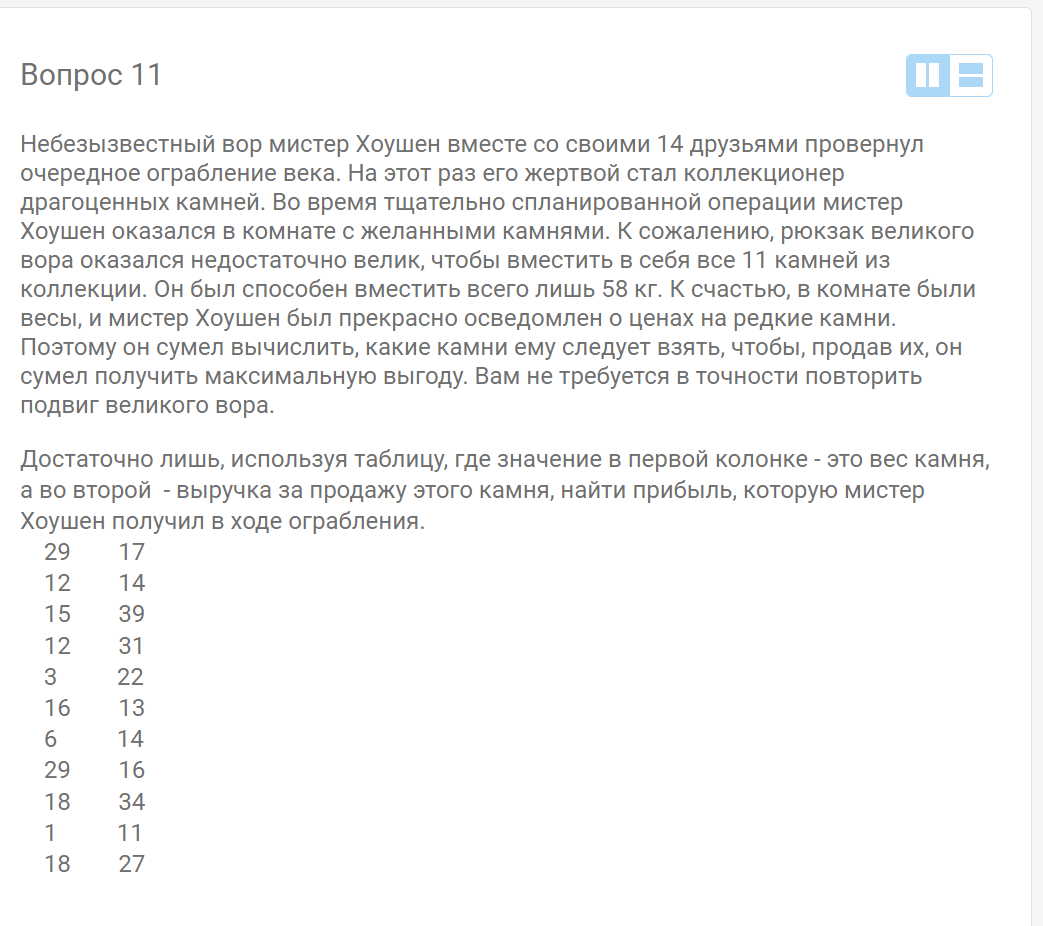 Вопрос 11
Небезызвестный вор мистер Хоушен вместе со своими 14 друзьями провернул
очередное ограбление века. На этот раз его жертвой стал коллекционер
драгоценных камней. Во время тщательно спланированной операции мистер
Хоушен оказался в комнате с желанными камнями. К сожалению, рюкзак великого
вора оказался недостаточно велик, чтобы вместить в себя все 11 камней из
коллекции. Он был способен вместить всего лишь 58 кг. К счастью, в комнате были
весы, и мистер Хоушен был прекрасно осведомлен о ценах на редкие камни.
Поэтому он сумел вычислить, какие камни ему следует взять, чтобы, продав их, он
сумел получить максимальную выгоду. Вам не требуется в точности повторить
подвиг великого вора.
Достаточно лишь, используя таблицу, где значение в первой колонке - это вес камня,
а во второй - выручка за продажу этого камня, найти прибыль, которую мистер
Хоушен получил в ходе ограбления.
29 17
12 14
15 39
12 31
3 22
16 13
6 14
29 16
18 34
1 11
18 27